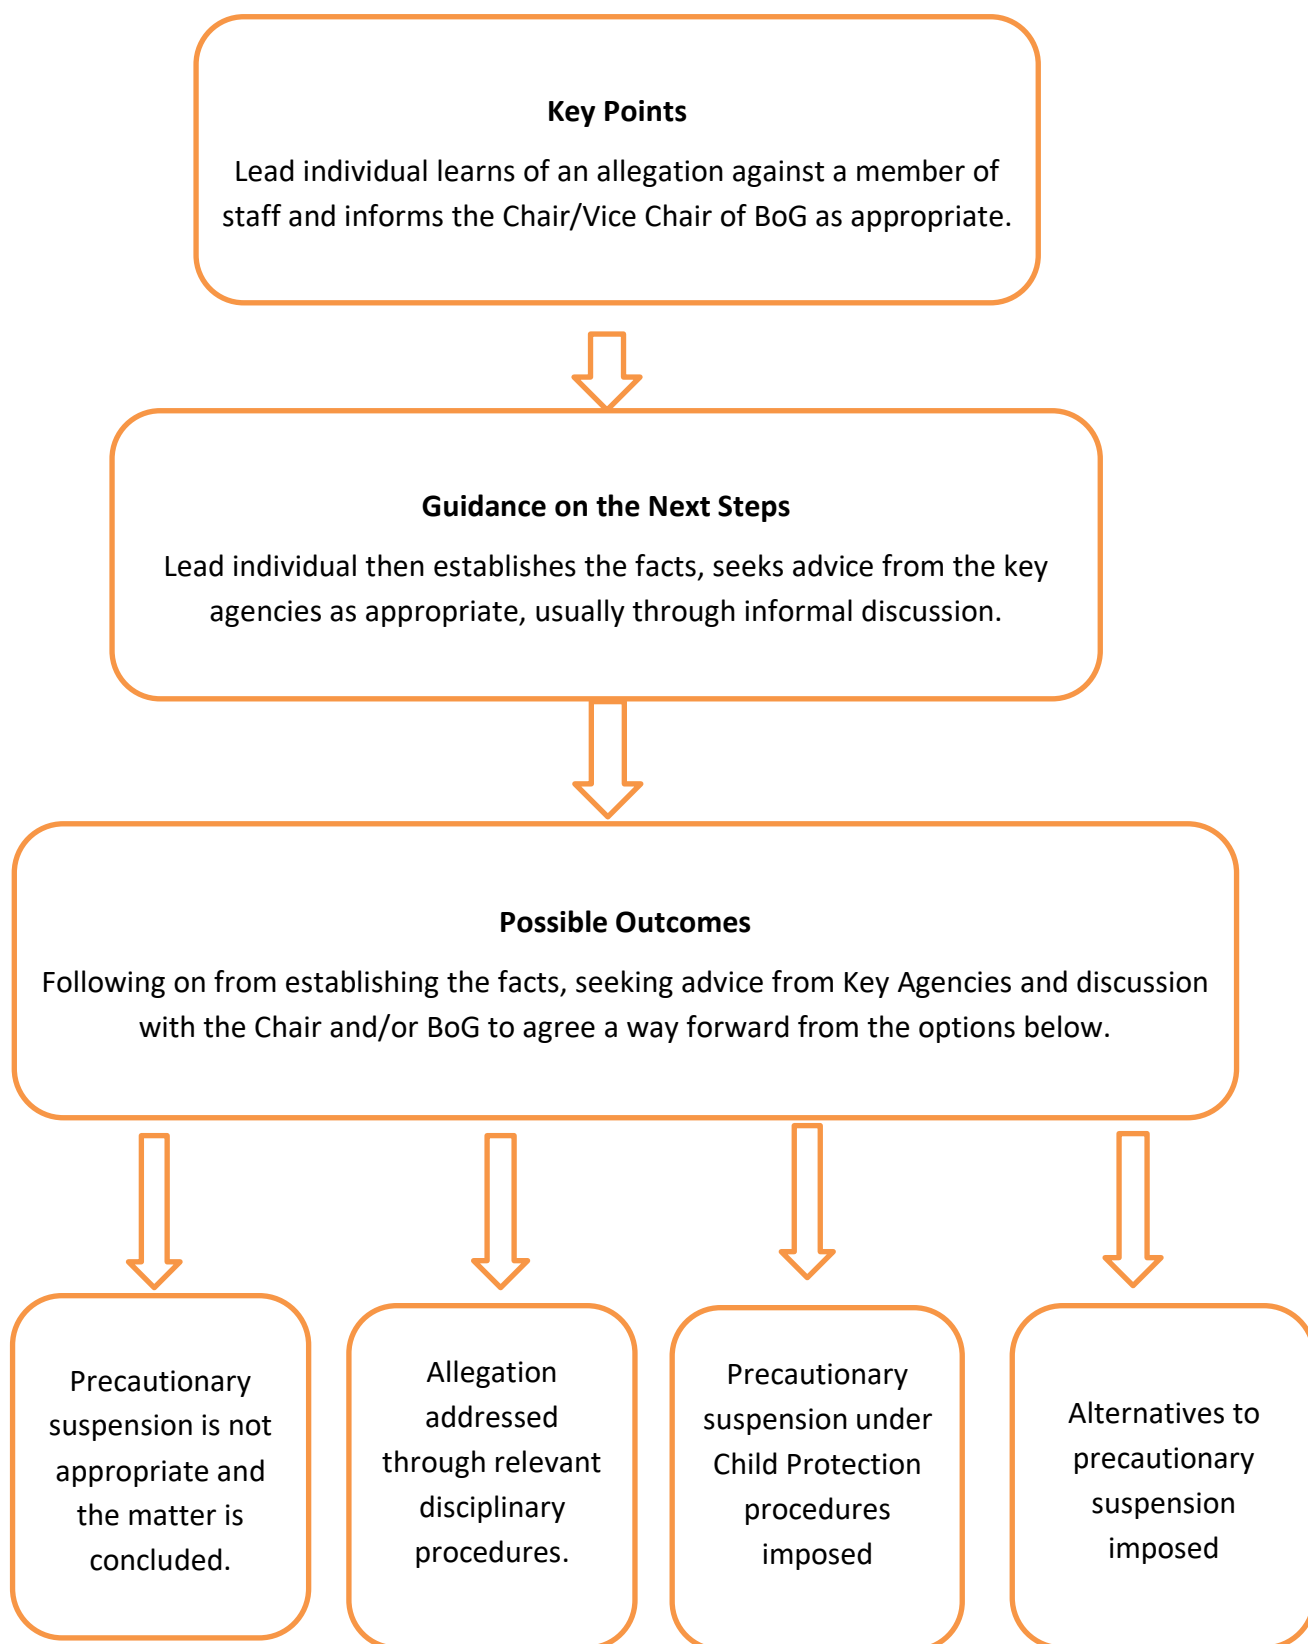 Key Points
Lead individual learns of an allegation against a member of
staff and informs the Chair/Vice Chair of BoG as appropriate.
Guidance on the Next Steps
Lead individual then establishes the facts, seeks advice from the key
agencies as appropriate, usually through informal discussion.
Possible Outcomes
Following on from establishing the facts, seeking advice from Key Agencies and discussion
with the Chair and/or BoG to agree a way forward from the options below.
Precautionary
suspension is not
appropriate and
the matter is
concluded.
Allegation
addressed
through relevant
disciplinary
procedures.
Precautionary
suspension under
Child Protection
procedures
imposed
Alternatives to
precautionary
suspension
imposed